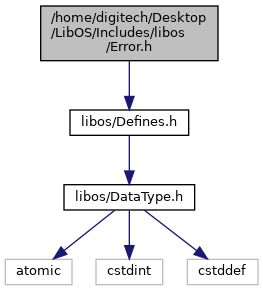 /home/digitech/Desktop
/LibOS/Includes/libos
/Error.h
libos/Defines.h
libos/DataType.h
atomic
cstdint
cstddef